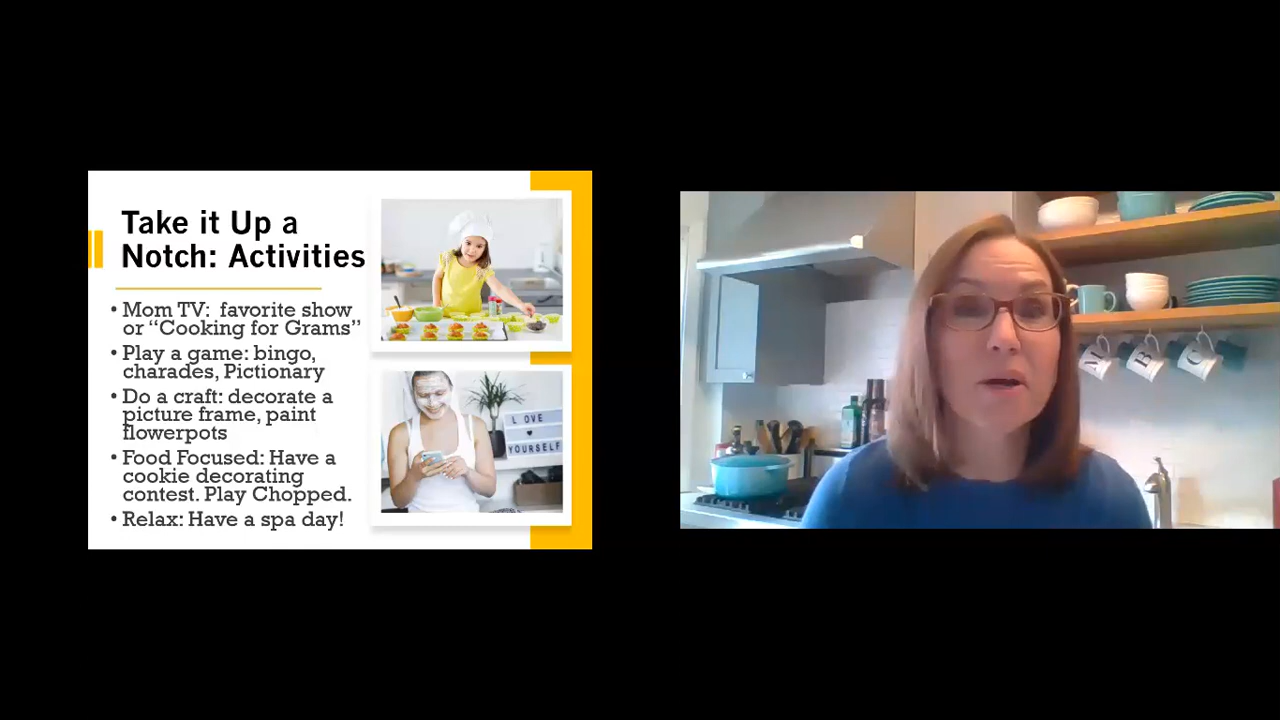 Take it Up a
Notch: Activities
• Mom TV: favorite show
or “Cooking for Grams”
• Play a game: bingo,
charades, Pictionary
• Do a craft: decorate a
picture frame, paint
flowerpots
• Food Focused: Have a
cookie decorating
contest. Play Chopped.
• Relax: Have a spa day!
LOVE
YOURSELF
M B C